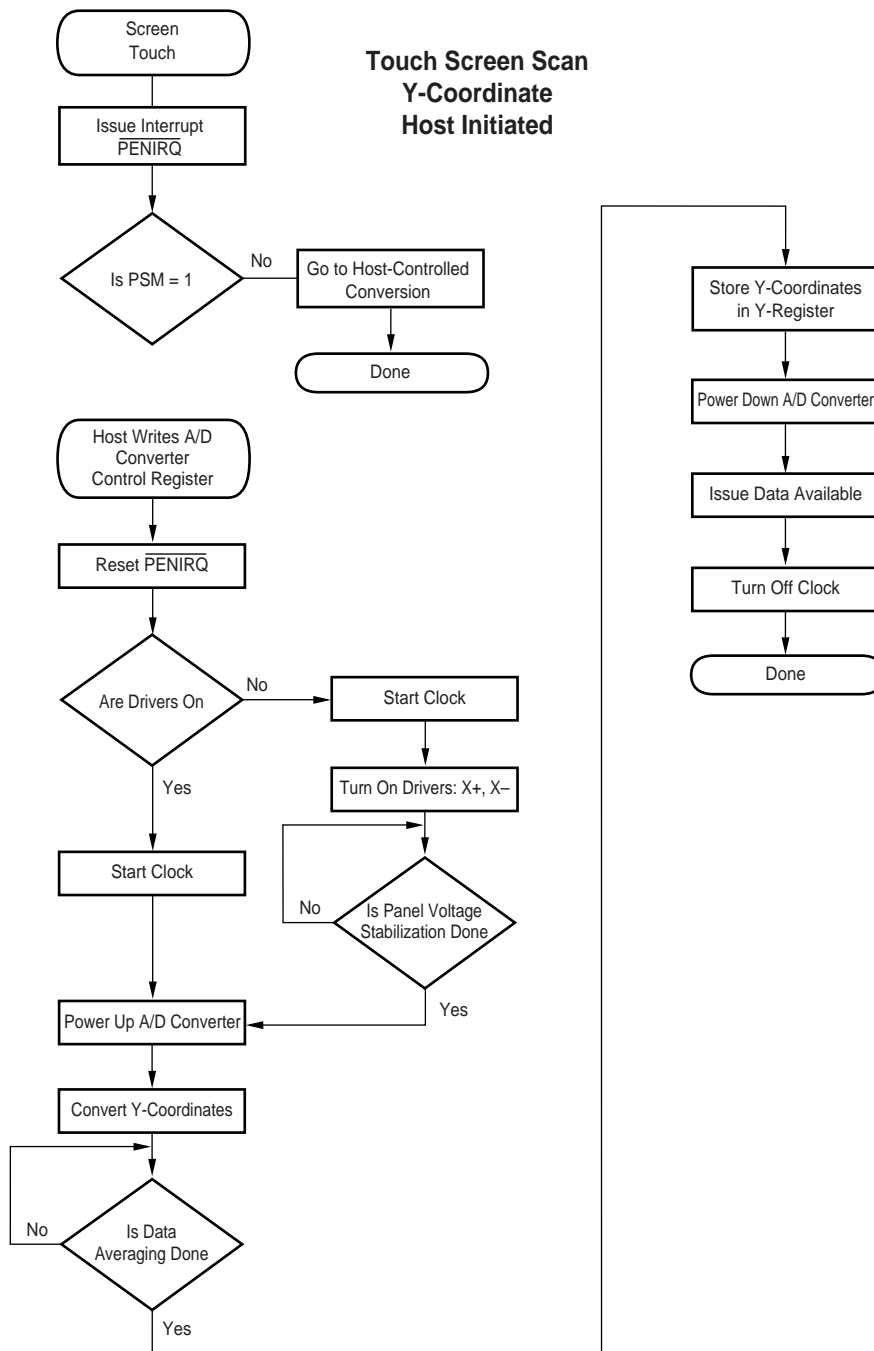 Screen
Touch
Touch Screen Scan
Y-Coordinate
Host Initiated
Issue Interrupt
PENIRQ
Is PSM = 1
No
Go to Host-Controlled
Conversion
Done
Host Writes A/D
Converter
Control Register
Reset PENIRQ
Are Drivers On
No
Start Clock
Turn On Drivers: X+, X–
Yes
Start Clock
Is Panel Voltage
Stabilization Done
No
Yes
Power Up A/D Converter
Convert Y-Coordinates
Is Data
Averaging Done
No
Yes
Store Y-Coordinates
in Y-Register
Power Down A/D Converter
Issue Data Available
Turn Off Clock
Done